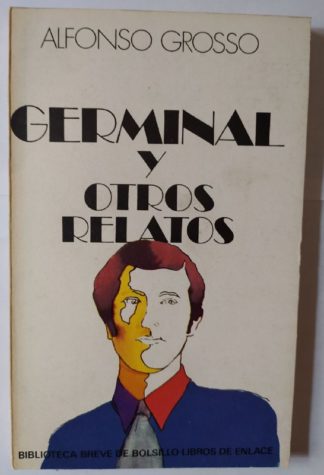 ALFONSO GROSSO
GERMINAL
Y
OTROS
RELATOS
BIBLIOTECA BREVE DE BOLSILLO LIBROS DE ENLACE